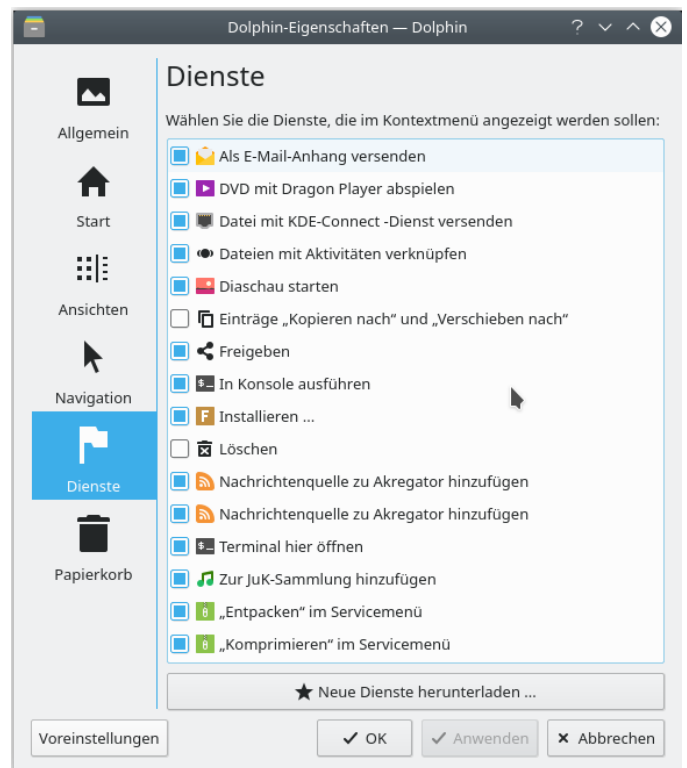 Dolphin-Eigenschaften — Dolphin
Allgemein
Start
Ansichten
Navigation
Dienste
Papierkorb
Dienste
Wählen Sie die Dienste, die im Kontextmenü angezeigt werden sollen:
Als E-Mail-Anhang versenden
DVD mit Dragon Player abspielen
Datei mit KDE-Connect -Dienst versenden
Dateien mit Aktivitäten verknüpfen
Diaschau starten
Einträge „Kopieren nach“ und „Verschieben nach“
Freigeben
In Konsole ausführen
Installieren ...
Löschen
Nachrichtenquelle zu Akregator hinzufügen
Nachrichtenquelle zu Akregator hinzufügen
Terminal hier öffnen
Zur JuK-Sammlung hinzufügen
„Entpacken“ im Servicemenü
„Komprimieren“ im Servicemenü
Neue Dienste herunterladen ...
Voreinstellungen
OK
Anwenden
Abbrechen